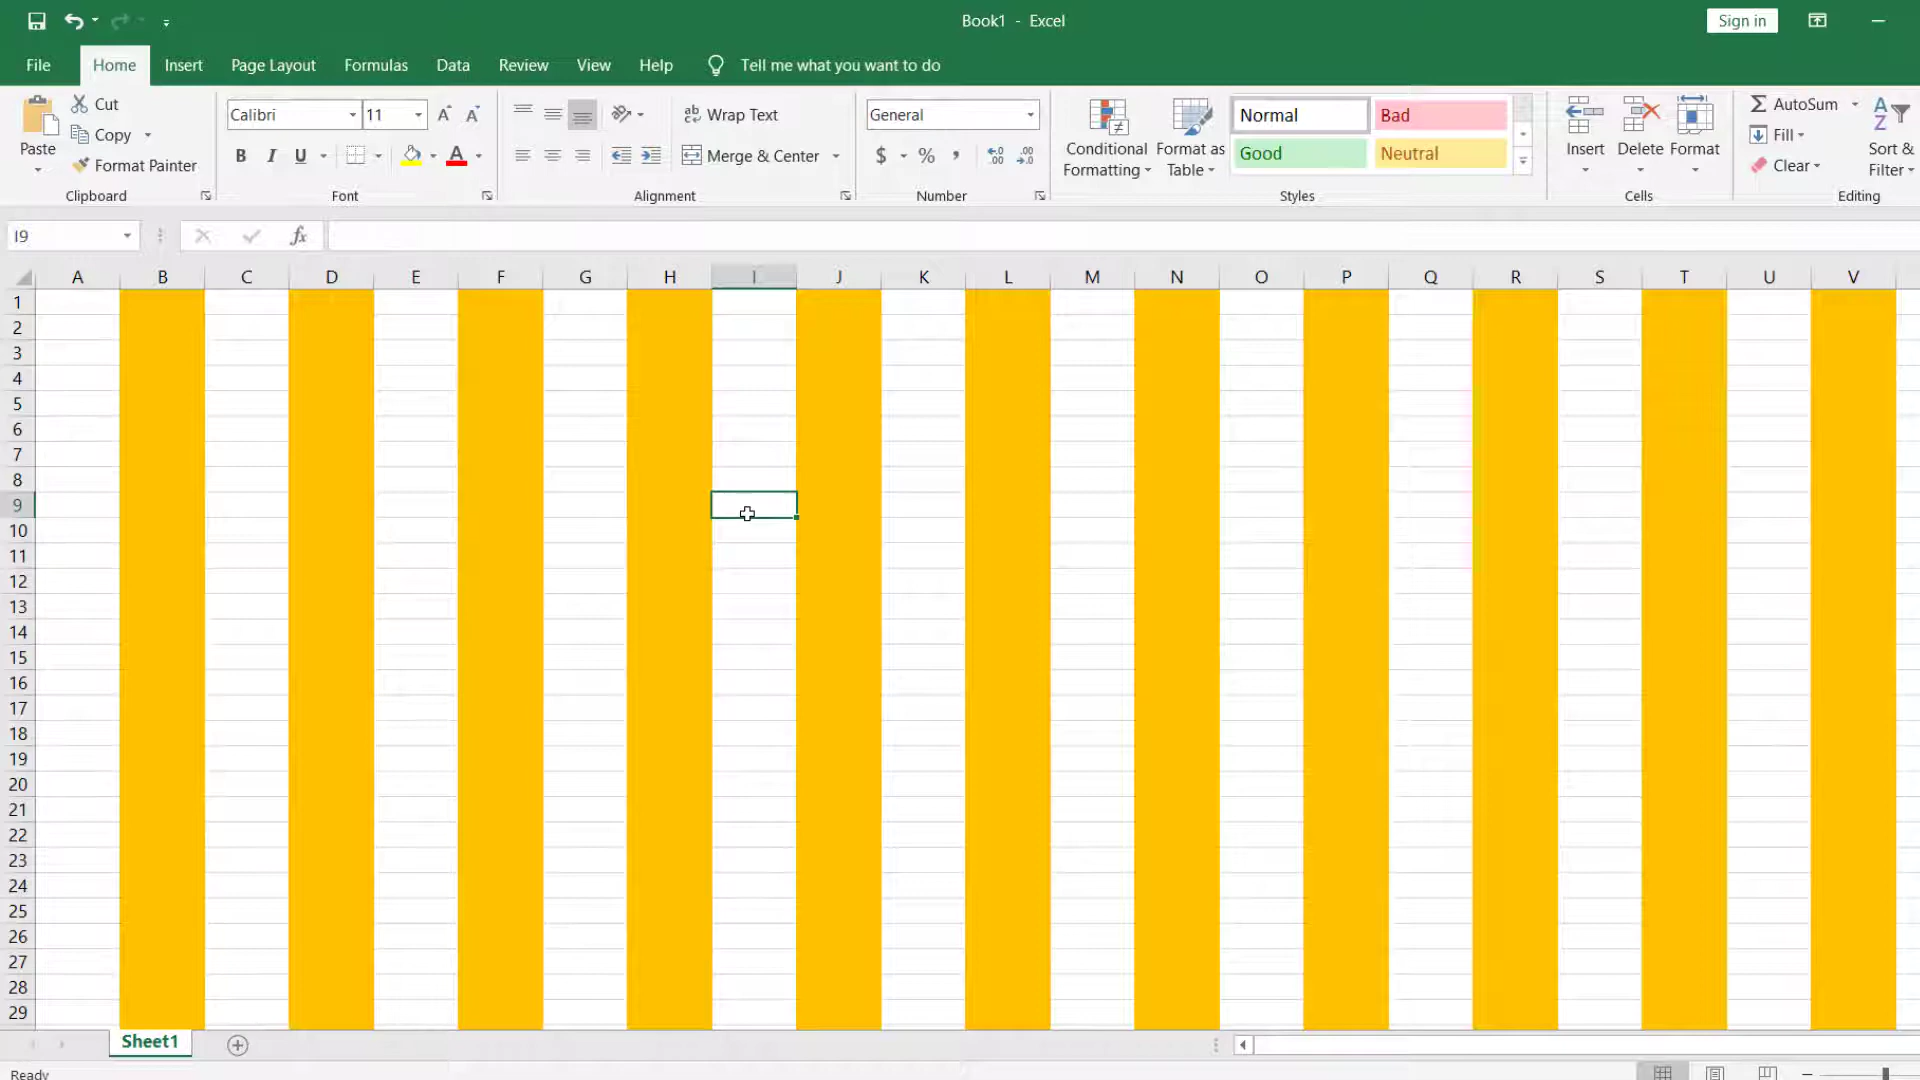 Book1 - Excel
Sign in
File Home Insert Page Layout Formulas Data Review View Help Tell me what you want to do
Paste
Cut
Copy
Format Painter
Clipboard
Calibri 11
B I U A
Font
ab Wrap Text
Merge & Center
Alignment
General
$ % ,
Number
Conditional Formatting
Format as Table
Normal Bad
Good Neutral
Styles
Insert Delete Format
Cells
AutoSum
Fill
Clear
Sort &
Filter
Editing
I9 fx
A B C D E F G H I J K L M N O P Q R S T U V
1
2
3
4
5
6
7
8
9
10
11
12
13
14
15
16
17
18
19
20
21
22
23
24
25
26
27
28
29
Sheet1
Ready